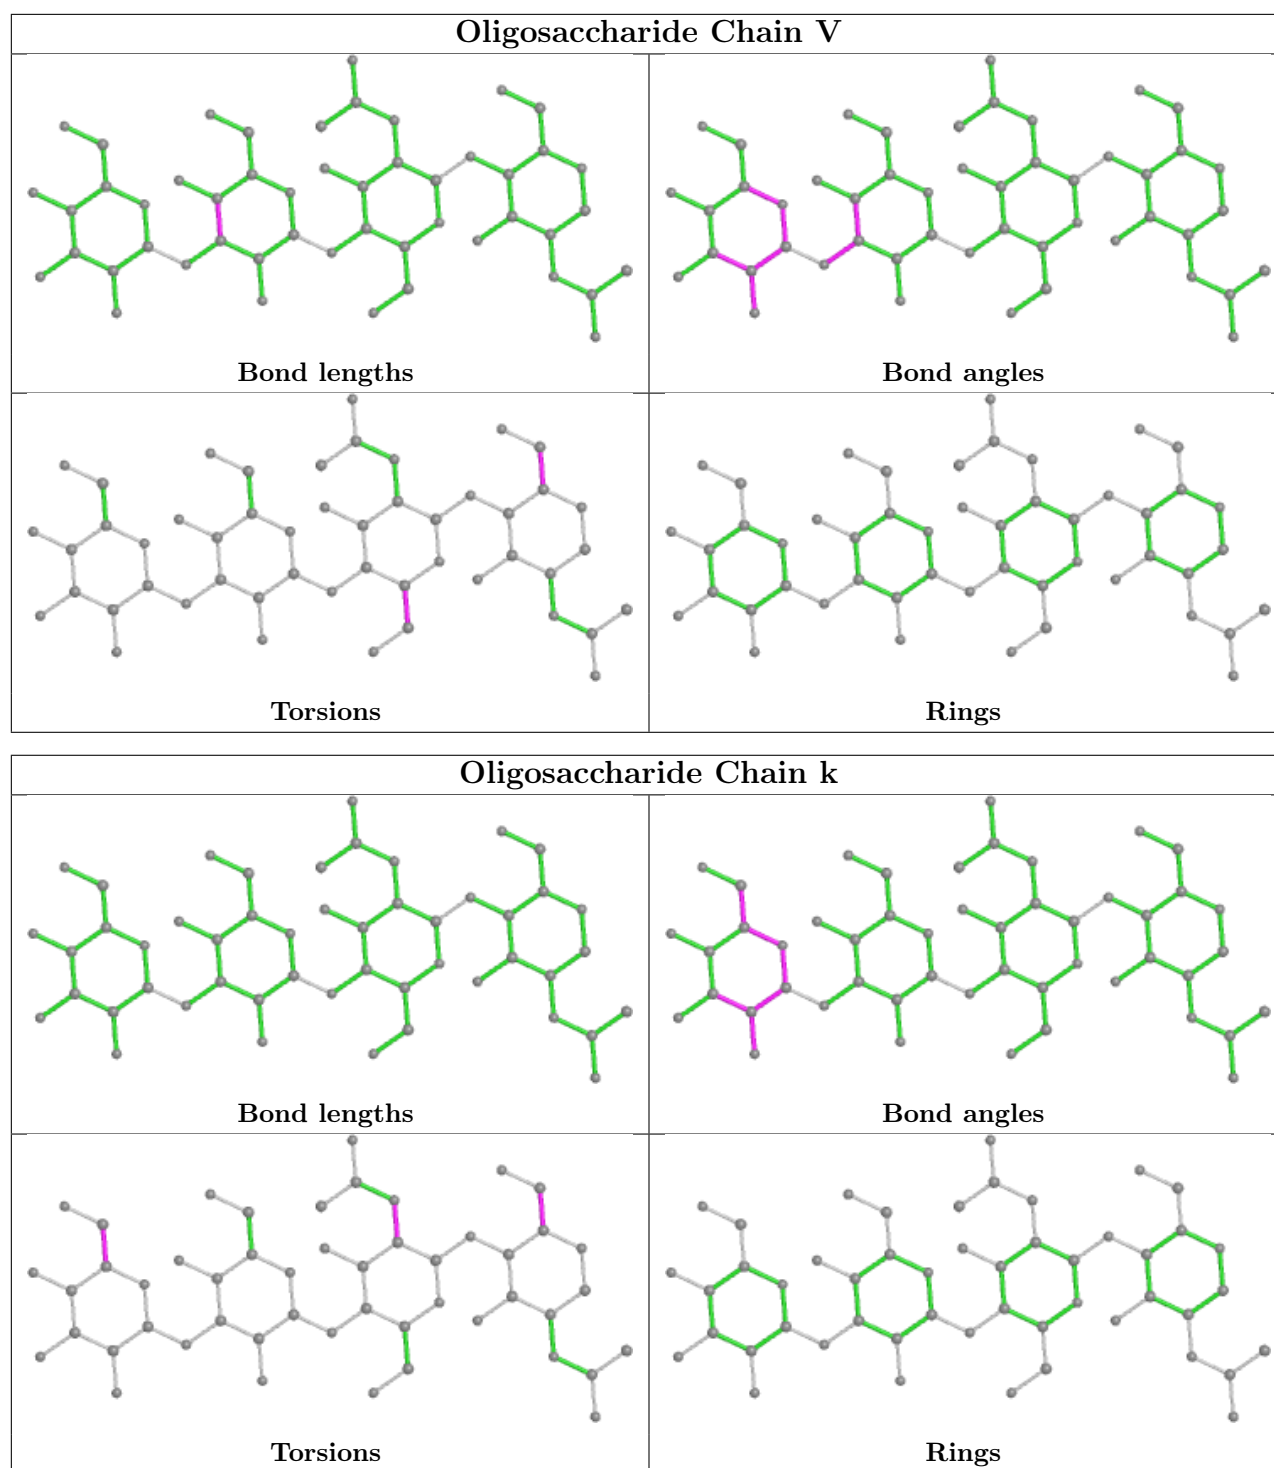 Oligosaccharide Chain V
Bond lengths
Bond angles
Torsions
Rings
Oligosaccharide Chain k
Bond lengths
Bond angles
Torsions
Rings